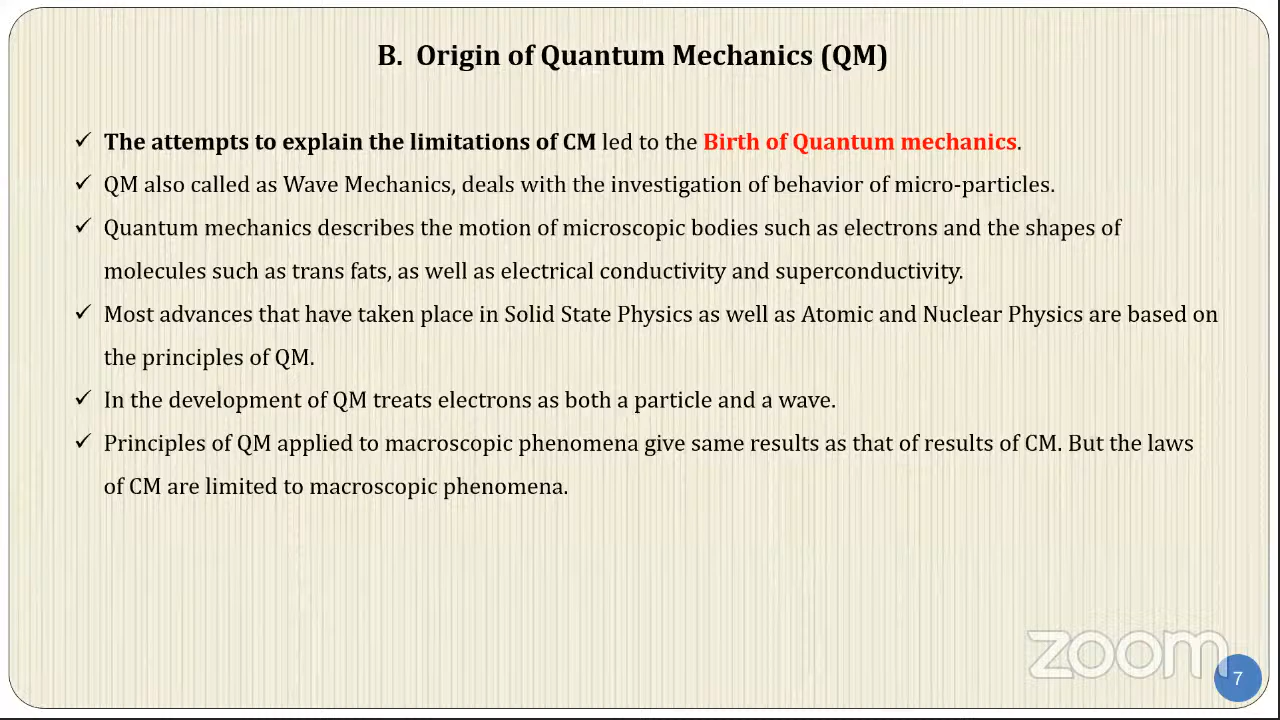 B. Origin of Quantum Mechanics (QM)
✓ The attempts to explain the limitations of CM led to the Birth of Quantum mechanics.
✓ QM also called as Wave Mechanics, deals with the investigation of behavior of micro-particles.
✓ Quantum mechanics describes the motion of microscopic bodies such as electrons and the shapes of
molecules such as trans fats, as well as electrical conductivity and superconductivity.
✓ Most advances that have taken place in Solid State Physics as well as Atomic and Nuclear Physics are based on
the principles of QM.
✓ In the development of QM treats electrons as both a particle and a wave.
✓ Principles of QM applied to macroscopic phenomena give same results as that of results of CM. But the laws
of CM are limited to macroscopic phenomena.
zoom
7